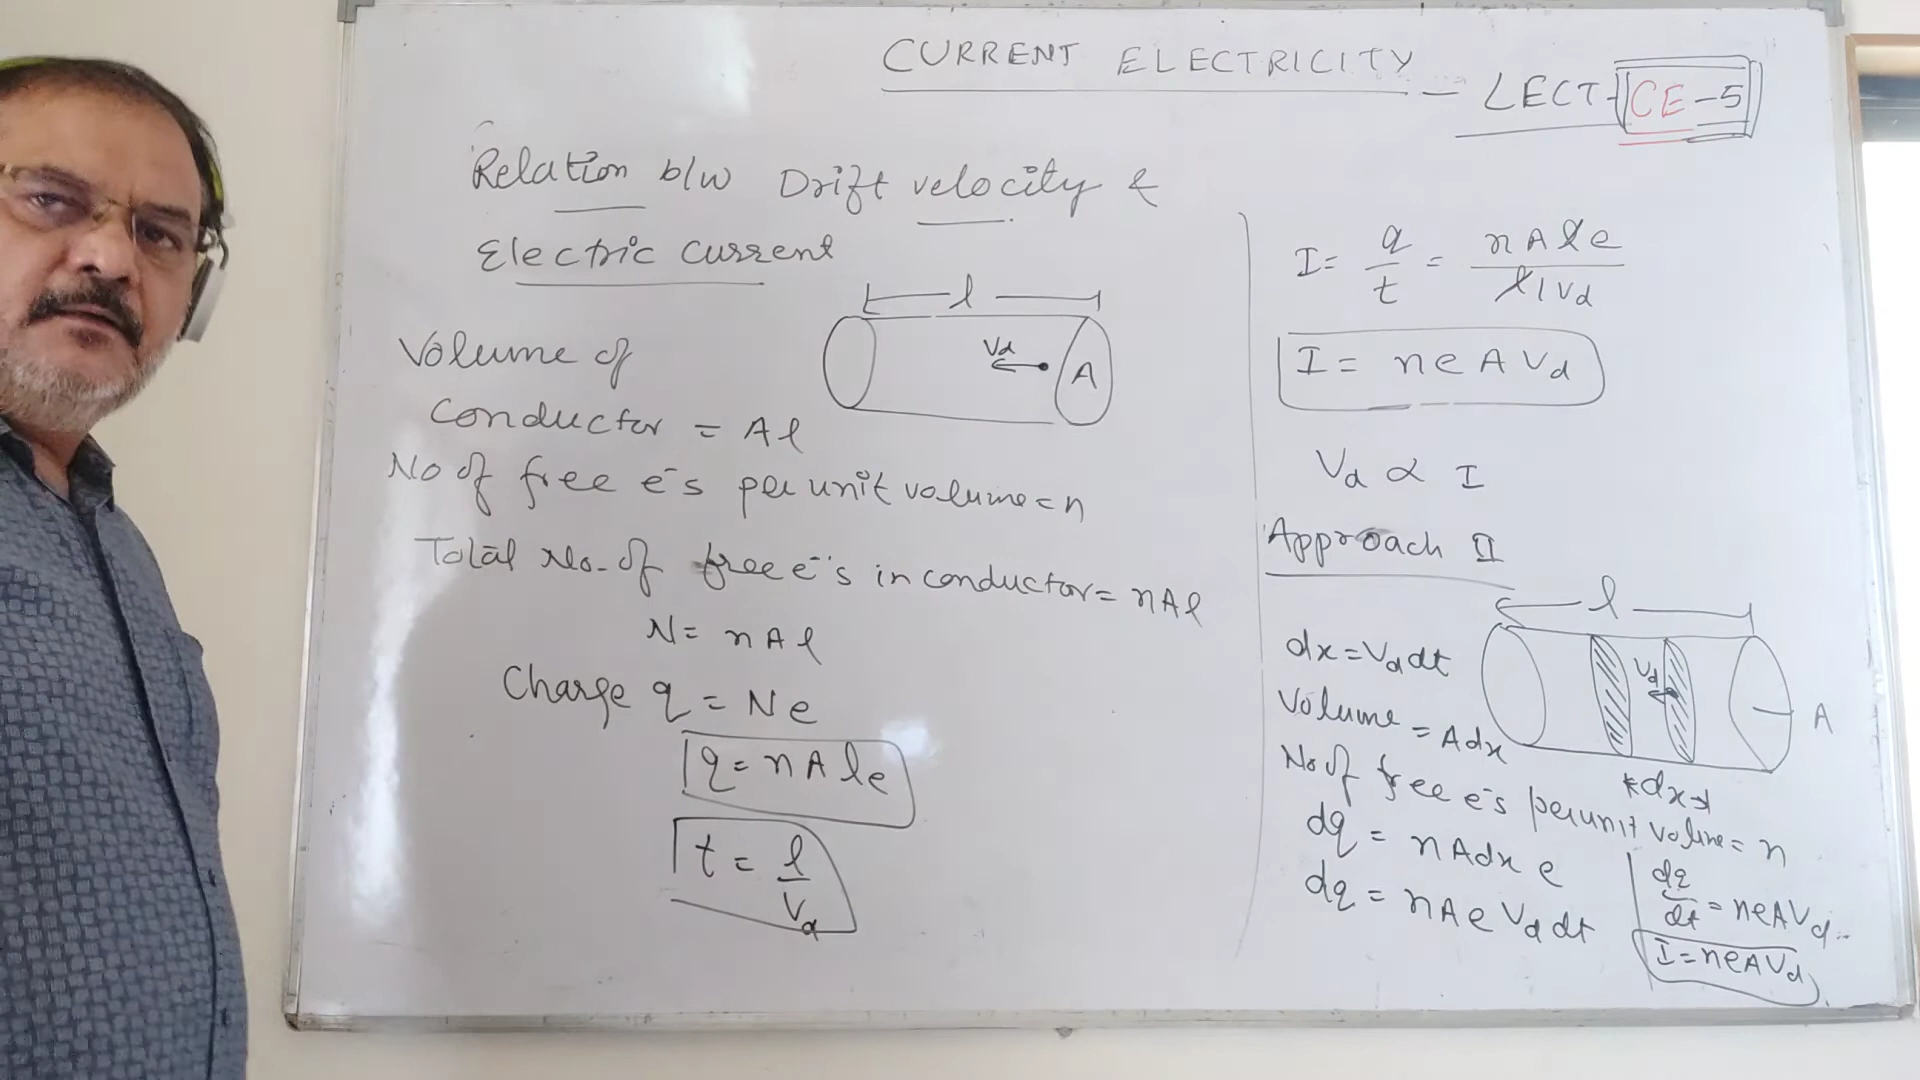 CURRENT ELECTRICITY - LECT-CE-5
Relation b/w Drift velocity &
Electric Current
l
Vd
A
Volume of
Conductor = Al
No of free e⁻s per unit volume = n
Total No. of free e⁻'s in conductor = nAl
N = nAl
Charge q = Ne
q = nAle
t = l/Vd
I = q/t = nAle/l/Vd
I = neAVd
Vd ∝ I
Approach II
l
Vd
A
dx
dx = Vd dt
Volume = Adx
No of free e⁻s per unit volume = n
dq = nAdx e
dq = nAe Vd dt
dq/dt = neAVd
I = neAVd